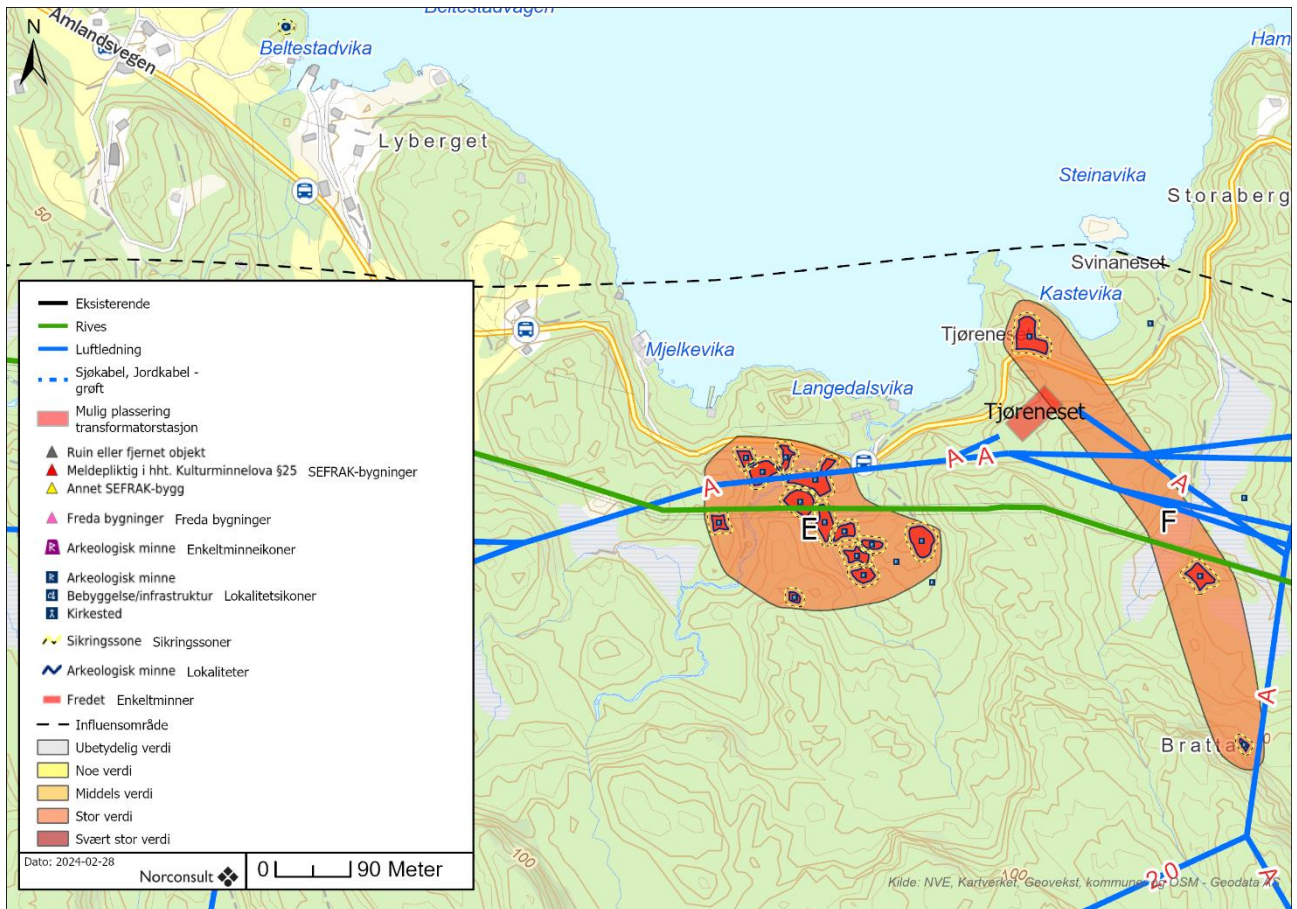 Beltestadvågen
N
Åmlandsvegen
Beltestadvika
Ham
Lyberget
Steinavika
Storaberg
50
Svinaneset
Kastevika
Tjøreneset
Mjelkevika
Langedalsvika
Tjøreneset
A
A
A
A
E
F
A
Bratta
100
100
2.0
A
Eksisterende
Rives
Luftledning
Sjøkabel, Jordkabel -
grøft
Mulig plassering
transformatorstasjon
Ruin eller fjernet objekt
Meldepliktig i hht. Kulturminnelova §25 SEFRAK-bygninger
Annet SEFRAK-bygg
Freda bygninger Freda bygninger
Arkeologisk minne Enkeltminneikoner
Arkeologisk minne
Bebyggelse/infrastruktur Lokalitetsikoner
Kirkested
Sikringssone Sikringssoner
Arkeologisk minne Lokaliteter
Fredet Enkeltminner
Influensområde
Ubetydelig verdi
Noe verdi
Middels verdi
Stor verdi
Svært stor verdi
Dato: 2024-02-28
Norconsult
0 90 Meter
Kilde: NVE, Kartverket, Geovekst, kommuner og OSM - Geodata AS